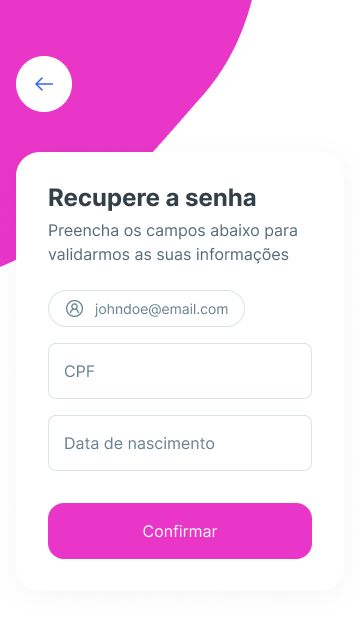 Recupere a senha
Preencha os campos abaixo para
validarmos as suas informações
johndoe@email.com
CPF
Data de nascimento
Confirmar